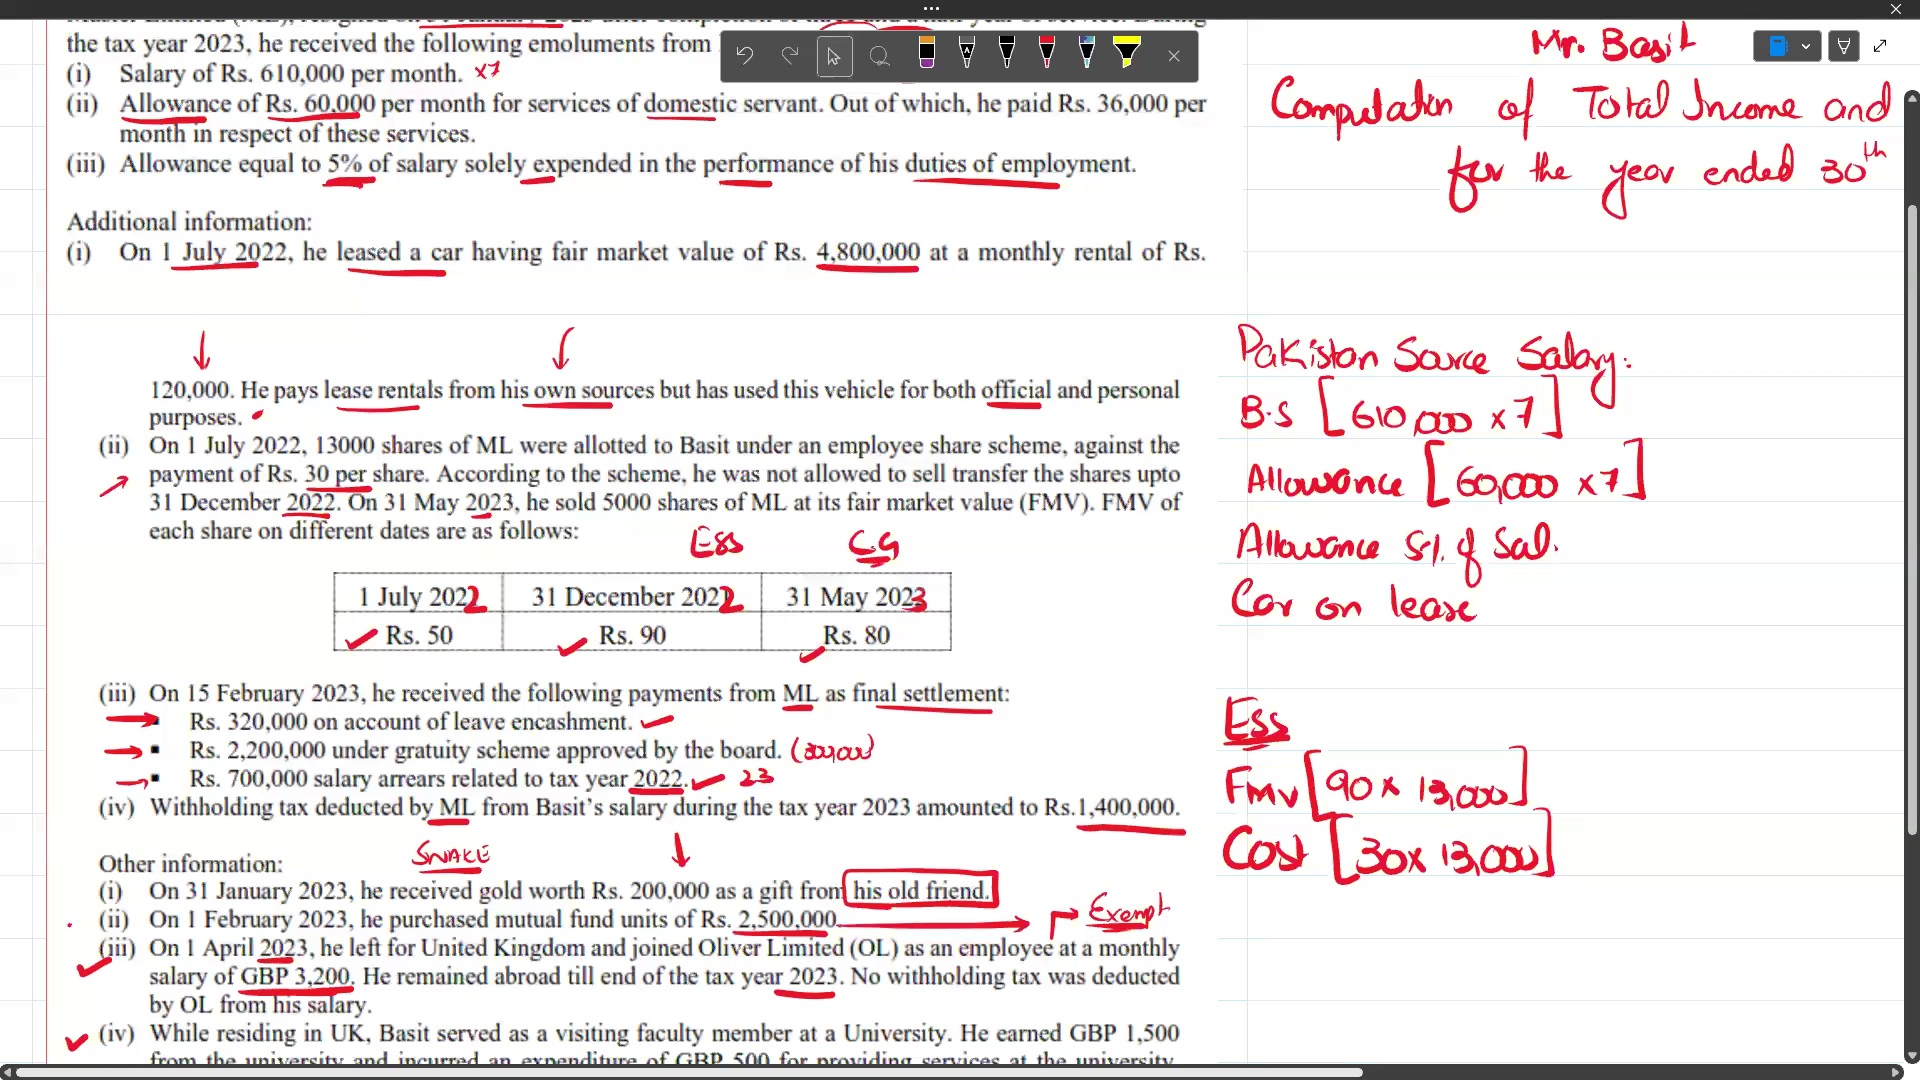 Mr. Basit
the tax year 2023, he received the following emoluments from
(i) Salary of Rs. 610,000 per month. x7
(ii) Allowance of Rs. 60,000 per month for services of domestic servant. Out of which, he paid Rs. 36,000 per
month in respect of these services.
(iii) Allowance equal to 5% of salary solely expended in the performance of his duties of employment.
Computation of Total Income and
for the year ended 30th
Additional information:
(i) On 1 July 2022, he leased a car having fair market value of Rs. 4,800,000 at a monthly rental of Rs.
120,000. He pays lease rentals from his own sources but has used this vehicle for both official and personal
purposes.
(ii) On 1 July 2022, 13000 shares of ML were allotted to Basit under an employee share scheme, against the
payment of Rs. 30 per share. According to the scheme, he was not allowed to sell transfer the shares upto
31 December 2022. On 31 May 2023, he sold 5000 shares of ML at its fair market value (FMV). FMV of
each share on different dates are as follows:
ESS C.G
1 July 2022 31 December 2022 31 May 2023
Rs. 50 Rs. 90 Rs. 80
(iii) On 15 February 2023, he received the following payments from ML as final settlement:
▪ Rs. 320,000 on account of leave encashment.
▪ Rs. 2,200,000 under gratuity scheme approved by the board.
▪ Rs. 700,000 salary arrears related to tax year 2022. 23
(iv) Withholding tax deducted by ML from Basit's salary during the tax year 2023 amounted to Rs.1,400,000.
Other information:
(i) On 31 January 2023, he received gold worth Rs. 200,000 as a gift from his old friend.
(ii) On 1 February 2023, he purchased mutual fund units of Rs. 2,500,000. Exempt
(iii) On 1 April 2023, he left for United Kingdom and joined Oliver Limited (OL) as an employee at a monthly
salary of GBP 3,200. He remained abroad till end of the tax year 2023. No withholding tax was deducted
by OL from his salary.
(iv) While residing in UK, Basit served as a visiting faculty member at a University. He earned GBP 1,500
from the university and incurred an expenditure of GBP 500 for providing services at the university.
Pakistan Source Salary:
B.S [610,000 x7]
Allowance [60,000 x7]
Allowance 5% of Sal.
Car on lease
Ess
FMV [90 x 13,000]
Cost [30x 13,000]